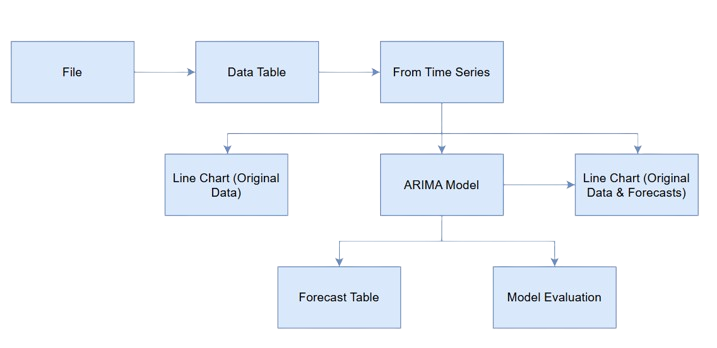 File
Data Table
From Time Series
Line Chart (Original
Data)
ARIMA Model
Line Chart (Original
Data & Forecasts)
Forecast Table
Model Evaluation